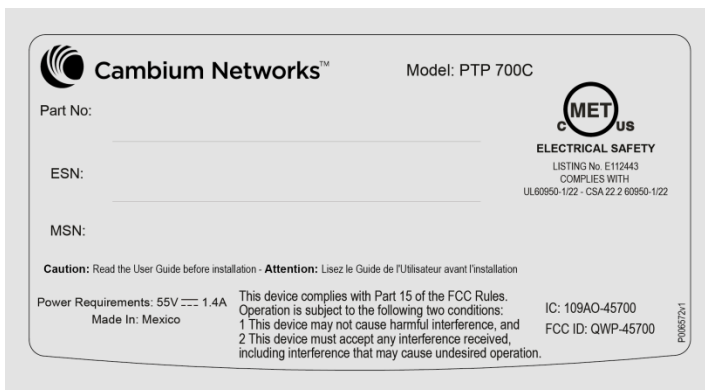 Cambium Networks™
Model: PTP 700C
Part No:
C MET US
ELECTRICAL SAFETY
LISTING No. E112443
COMPLIES WITH
UL60950-1/22 - CSA 22.2 60950-1/22
ESN:
MSN:
Caution: Read the User Guide before installation - Attention: Lisez le Guide de l'Utilisateur avant l'installation
Power Requirements: 55V ⎓ 1.4A
Made In: Mexico
This device complies with Part 15 of the FCC Rules.
Operation is subject to the following two conditions:
1 This device may not cause harmful interference, and
2 This device must accept any interference received,
including interference that may cause undesired operation.
IC: 109AO-45700
FCC ID: QWP-45700
P006572v1